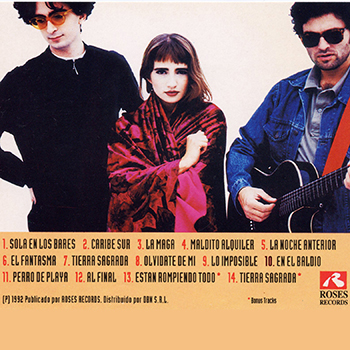 1. SOLA EN LOS BARES 2. CARIBE SUR 3. LA MAGA 4. MALDITO ALQUILER 5. LA NOCHE ANTERIOR
6. EL FANTASMA 7. TIERRA SAGRADA 8. OLVIDATE DE MI 9. LO IMPOSIBLE 10. EN EL BALDIO
11. PERRO DE PLAYA 12. AL FINAL 13. ESTAN ROMPIENDO TODO * 14. TIERRA SAGRADA *
(P) 1992 Publicado por ROSES RECORDS. Distribuido por DBN S.R.L.
* Bonus Tracks
ROSES
RECORDS